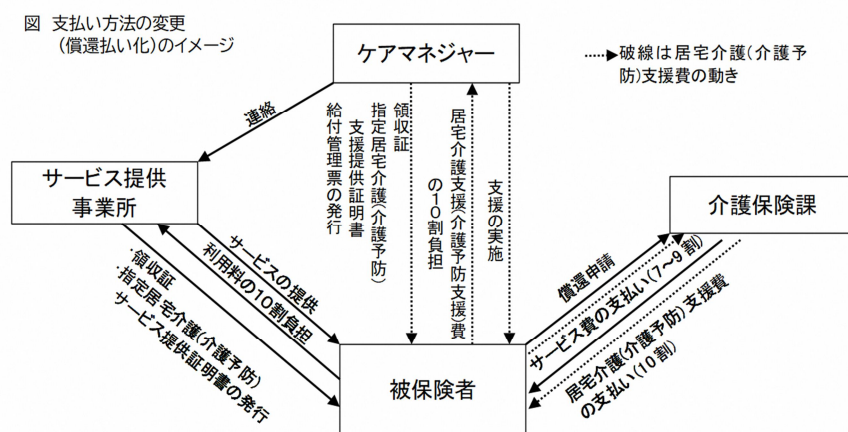 図 支払い方法の変更
（償還払い化）のイメージ
ケアマネジャー
破線は居宅介護（介護予
防）支援費の動き
連絡
領収証
指定居宅介護（介護予防）
支援提供証明書
給付管理票の発行
居宅介護支援（介護予防支援）費
の１０割負担
支援の実施
サービス提供
事業所
介護保険課
サービスの提供
利用料の１０割負担
・領収証
・指定居宅介護（介護予防）
サービス提供証明書の発行
償還申請
サービス費の支払い（７～９割）
居宅介護（介護予防）支援費
の支払い（10割）
被保険者